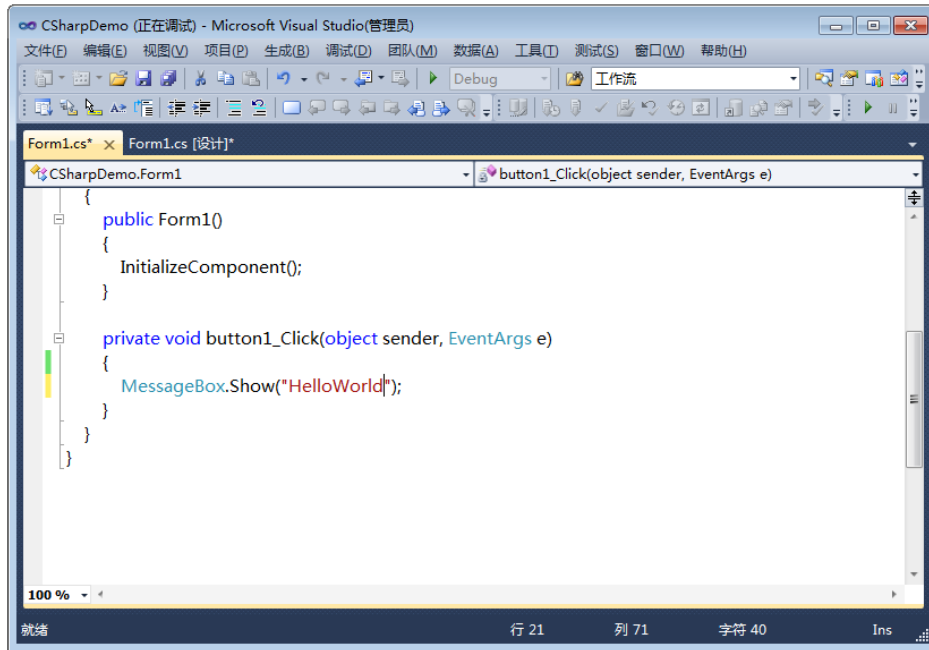 CSharpDemo (正在调试) - Microsoft Visual Studio(管理员)
文件(F) 编辑(E) 视图(V) 项目(P) 生成(B) 调试(D) 团队(M) 数据(A) 工具(T) 测试(S) 窗口(W) 帮助(H)
Debug 工作流
Form1.cs* Form1.cs [设计]*
CSharpDemo.Form1 button1_Click(object sender, EventArgs e)
{
public Form1()
{
InitializeComponent();
}
private void button1_Click(object sender, EventArgs e)
{
MessageBox.Show("HelloWorld");
}
}
}
100 %
就绪 行 21 列 71 字符 40 Ins